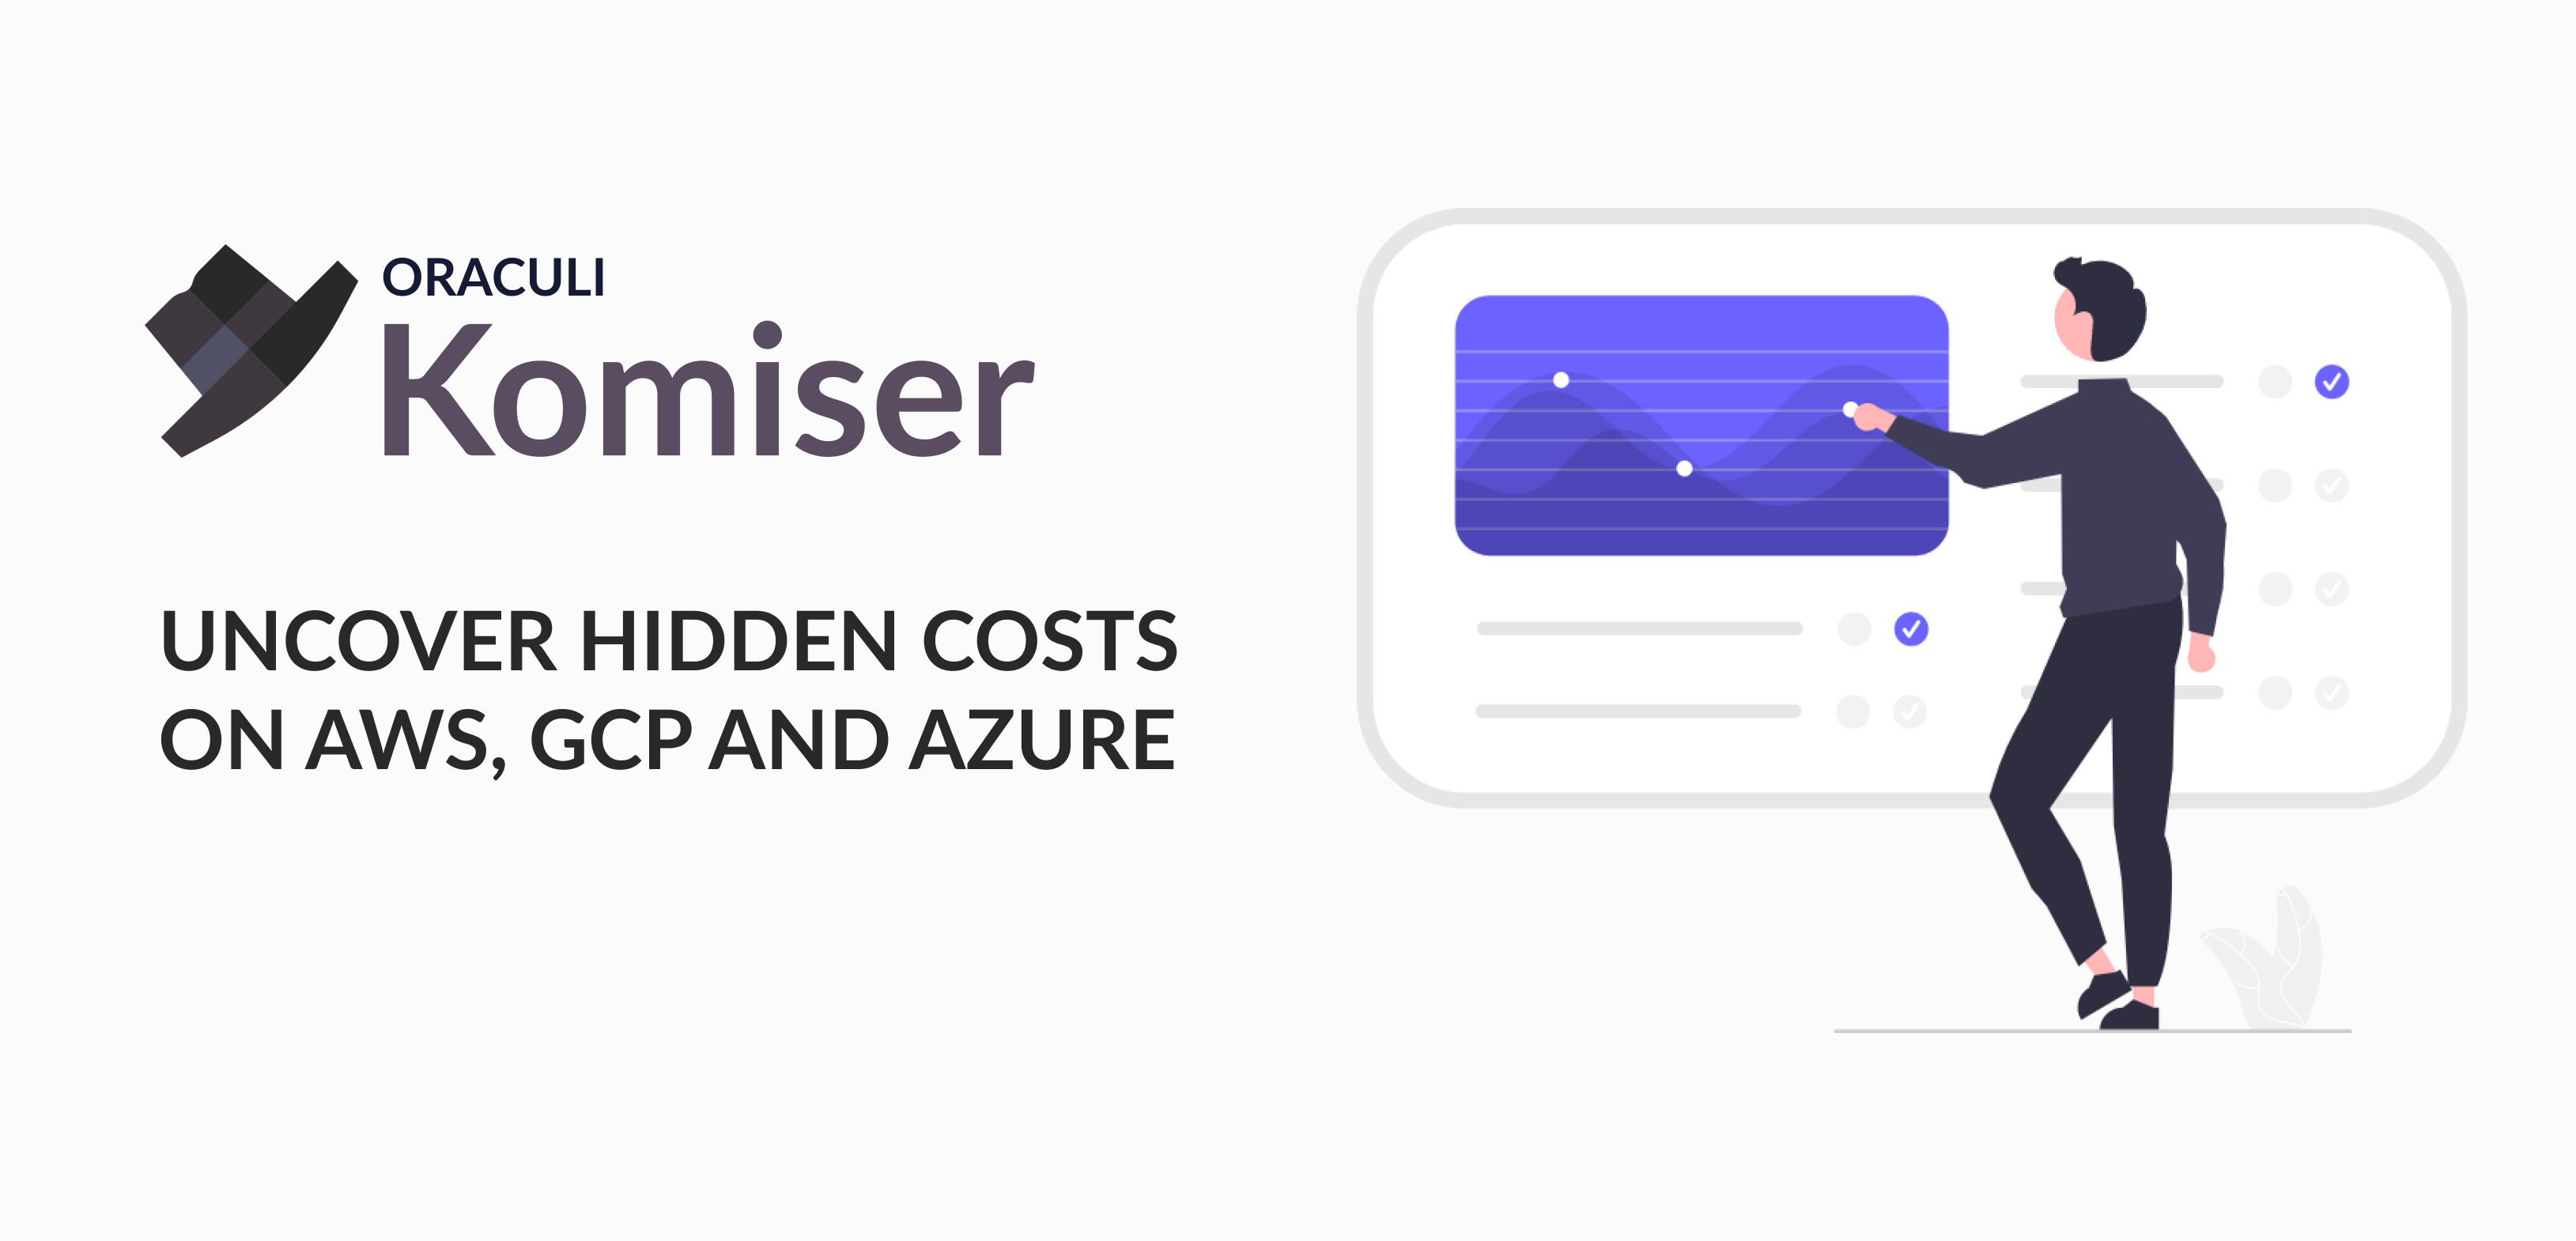 ORACULI
Komiser
UNCOVER HIDDEN COSTS
ON AWS, GCP AND AZURE